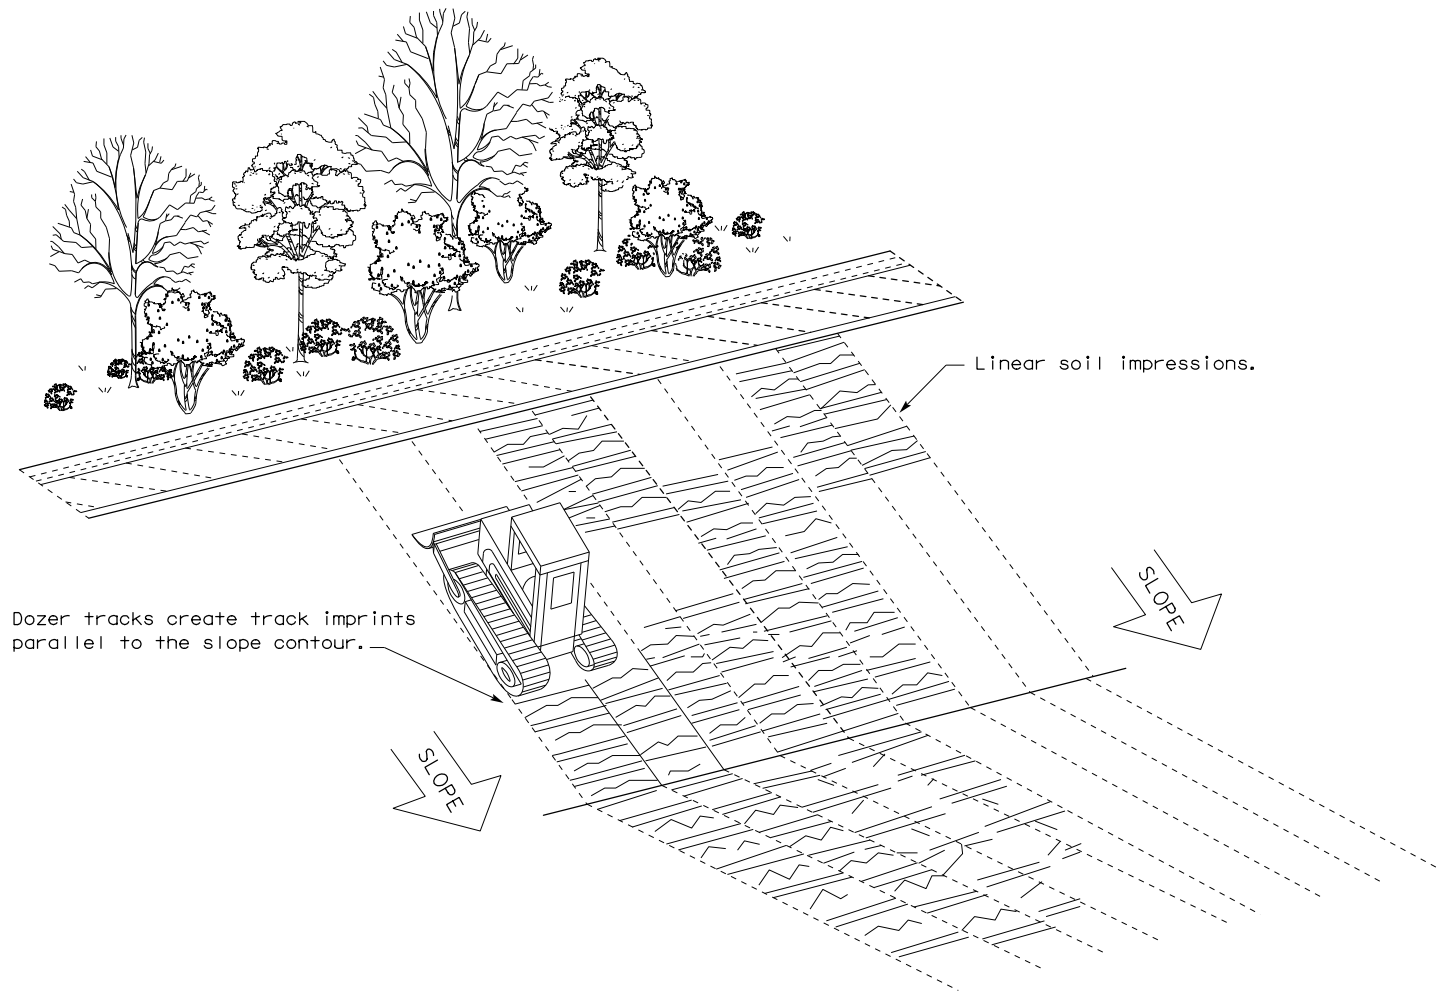 Linear soil impressions.
Dozer tracks create track imprints
parallel to the slope contour.
SLOPE
SLOPE